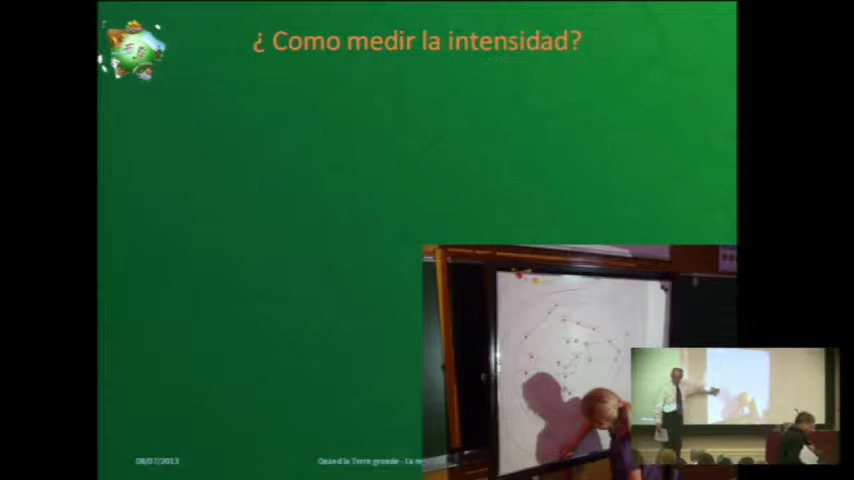 ¿ Como medir la intensidad?
08/07/2013
Quand la Terre gronde - La m